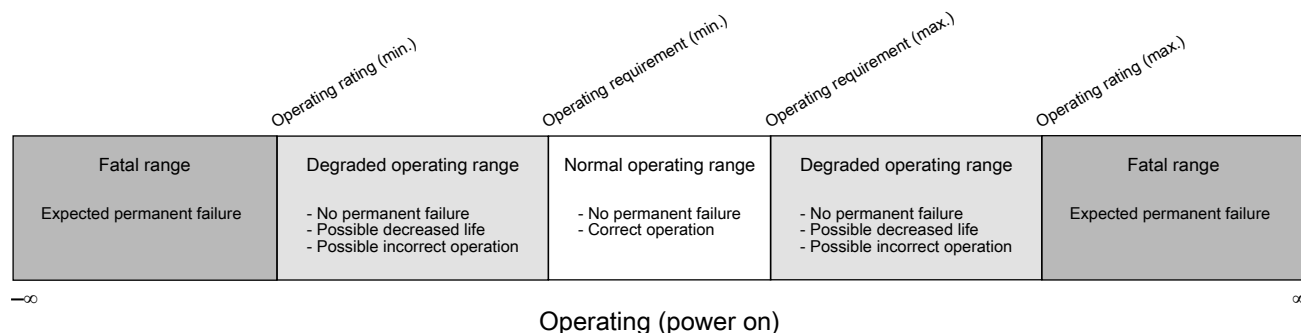 Operating rating (min.)
Operating requirement (min.)
Operating requirement (max.)
Operating rating (max.)
Fatal range
Expected permanent failure
Degraded operating range
- No permanent failure
- Possible decreased life
- Possible incorrect operation
Normal operating range
- No permanent failure
- Correct operation
Degraded operating range
- No permanent failure
- Possible decreased life
- Possible incorrect operation
Fatal range
Expected permanent failure
–∞
∞
Operating (power on)